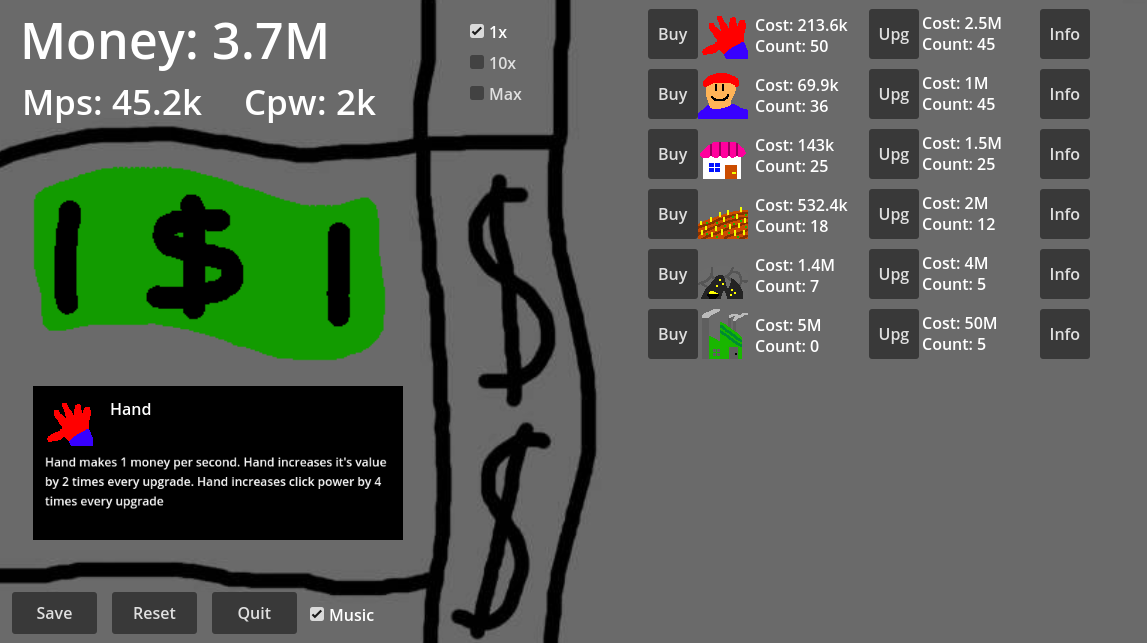 Money: 3.7M
Mps: 45.2k Cpw: 2k
1x
10x
Max
$
$
$
Hand
Hand makes 1 money per second. Hand increases it's value
by 2 times every upgrade. Hand increases click power by 4
times every upgrade
Save Reset Quit Music
Buy Cost: 213.6k Upg Cost: 2.5M Info
Count: 50 Count: 45
Buy Cost: 69.9k Upg Cost: 1M Info
Count: 36 Count: 45
Buy Cost: 143k Upg Cost: 1.5M Info
Count: 25 Count: 25
Buy Cost: 532.4k Upg Cost: 2M Info
Count: 18 Count: 12
Buy Cost: 1.4M Upg Cost: 4M Info
Count: 7 Count: 5
Buy Cost: 5M Upg Cost: 50M Info
Count: 0 Count: 5